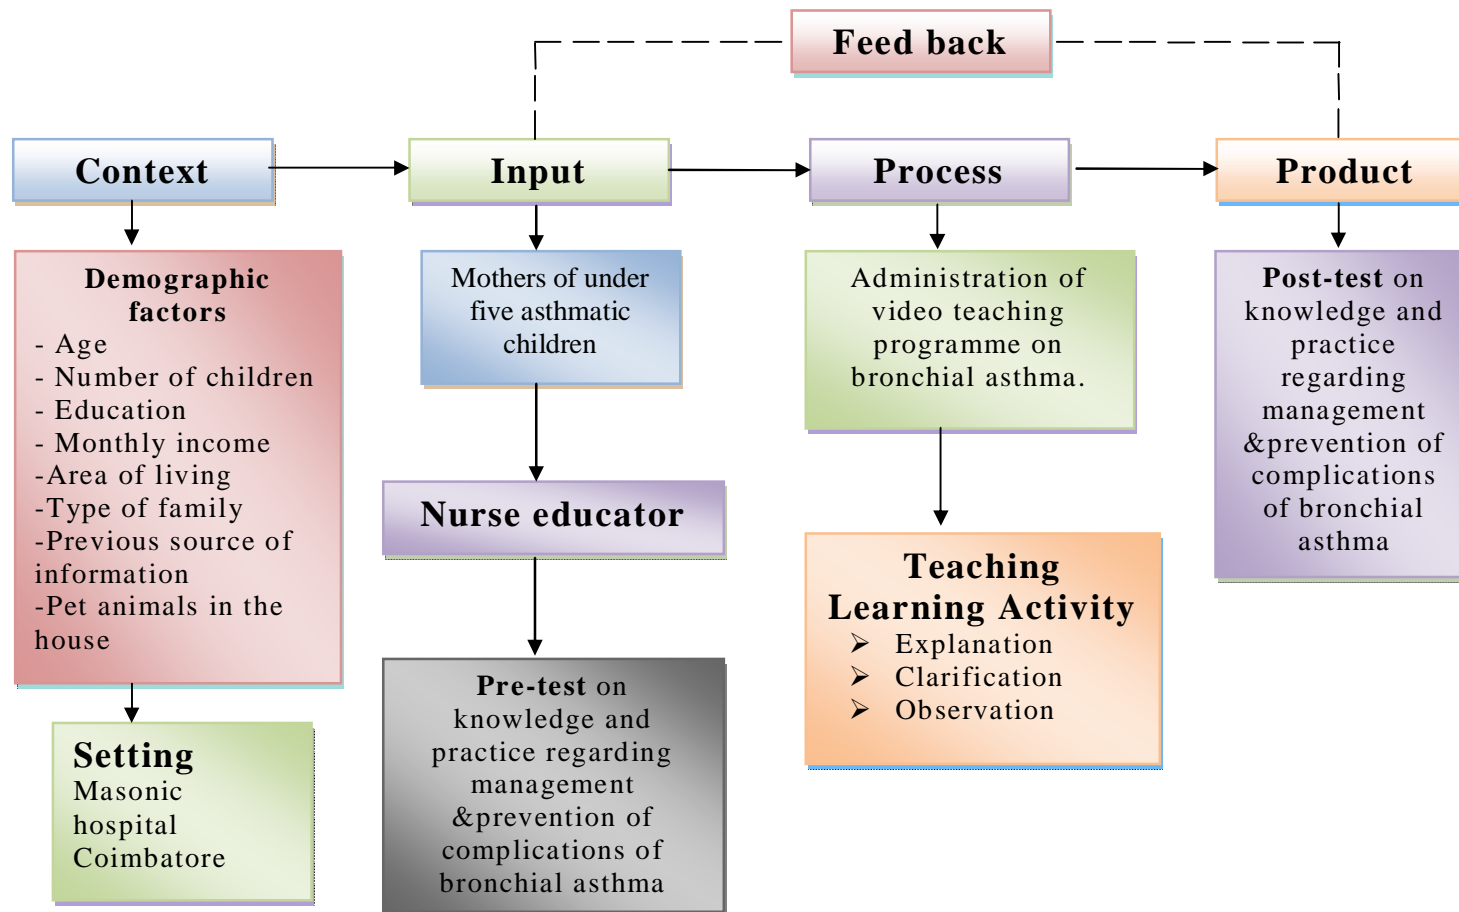 Feed back
Context
Input
Process
Product
Demographic
factors
- Age
- Number of children
- Education
- Monthly income
-Area of living
-Type of family
-Previous source of
information
-Pet animals in the
house
Setting
Masonic
hospital
Coimbatore
Mothers of under
five asthmatic
children
Nurse educator
Pre-test on
knowledge and
practice regarding
management
&prevention of
complications of
bronchial asthma
Administration of
video teaching
programme on
bronchial asthma.
Teaching
Learning Activity
➢ Explanation
➢ Clarification
➢ Observation
Post-test on
knowledge and
practice
regarding
management
&prevention of
complications
of bronchial
asthma